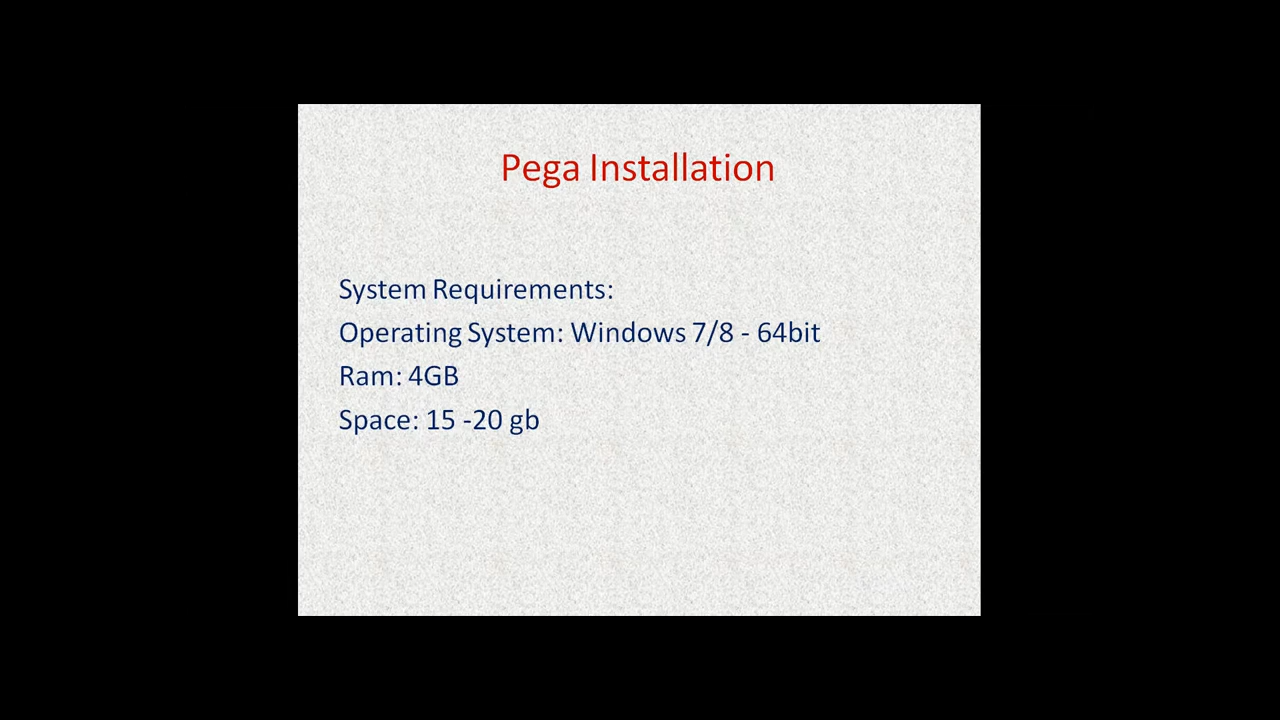 Pega Installation
System Requirements:
Operating System: Windows 7/8 - 64bit
Ram: 4GB
Space: 15 -20 gb